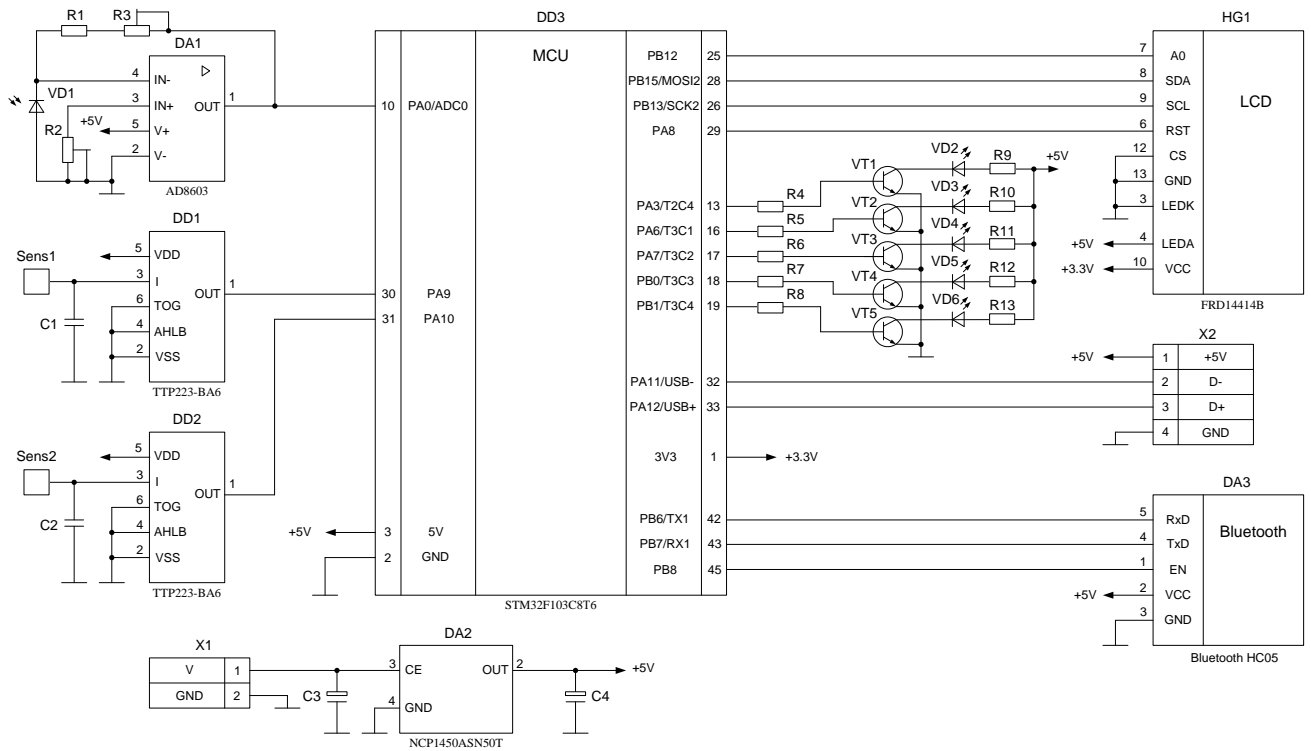 R1
R3
DA1
4 IN-
3 IN+
OUT 1
+5V
5 V+
2 V-
AD8603
VD1
R2
DD1
Sens1
5 VDD
3 I
OUT 1
6 TOG
4 AHLB
2 VSS
C1
TTP223-BA6
DD2
Sens2
5 VDD
3 I
OUT 1
6 TOG
4 AHLB
2 VSS
C2
TTP223-BA6
DD3
MCU
10 PA0/ADC0
30 PA9
31 PA10
+5V
3 5V
2 GND
PB12 25
PB15/MOSI2 28
PB13/SCK2 26
PA8 29
PA3/T2C4 13
PA6/T3C1 16
PA7/T3C2 17
PB0/T3C3 18
PB1/T3C4 19
PA11/USB- 32
PA12/USB+ 33
3V3 1
+3.3V
PB6/TX1 42
PB7/RX1 43
PB8 45
STM32F103C8T6
R4
R5
R6
R7
R8
VT1
VT2
VT3
VT4
VT5
VD2
VD3
VD4
VD5
VD6
R9
R10
R11
R12
R13
+5V
HG1
LCD
7 A0
8 SDA
9 SCL
6 RST
12 CS
13 GND
3 LEDK
+5V
4 LEDA
+3.3V
10 VCC
FRD14414B
X2
+5V
1 +5V
2 D-
3 D+
4 GND
DA3
Bluetooth
5 RxD
4 TxD
1 EN
+5V
2 VCC
3 GND
Bluetooth HC05
X1
V 1
GND 2
C3
DA2
3 CE
OUT 2
4 GND
NCP1450ASN50T
C4
+5V